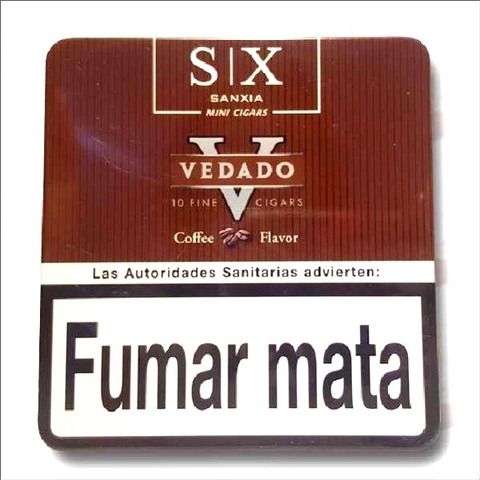 S|X
SANXIA
MINI CIGARS
V
VEDADO
10 FINE CIGARS
Coffee Flavor
Las Autoridades Sanitarias advierten:
Fumar mata